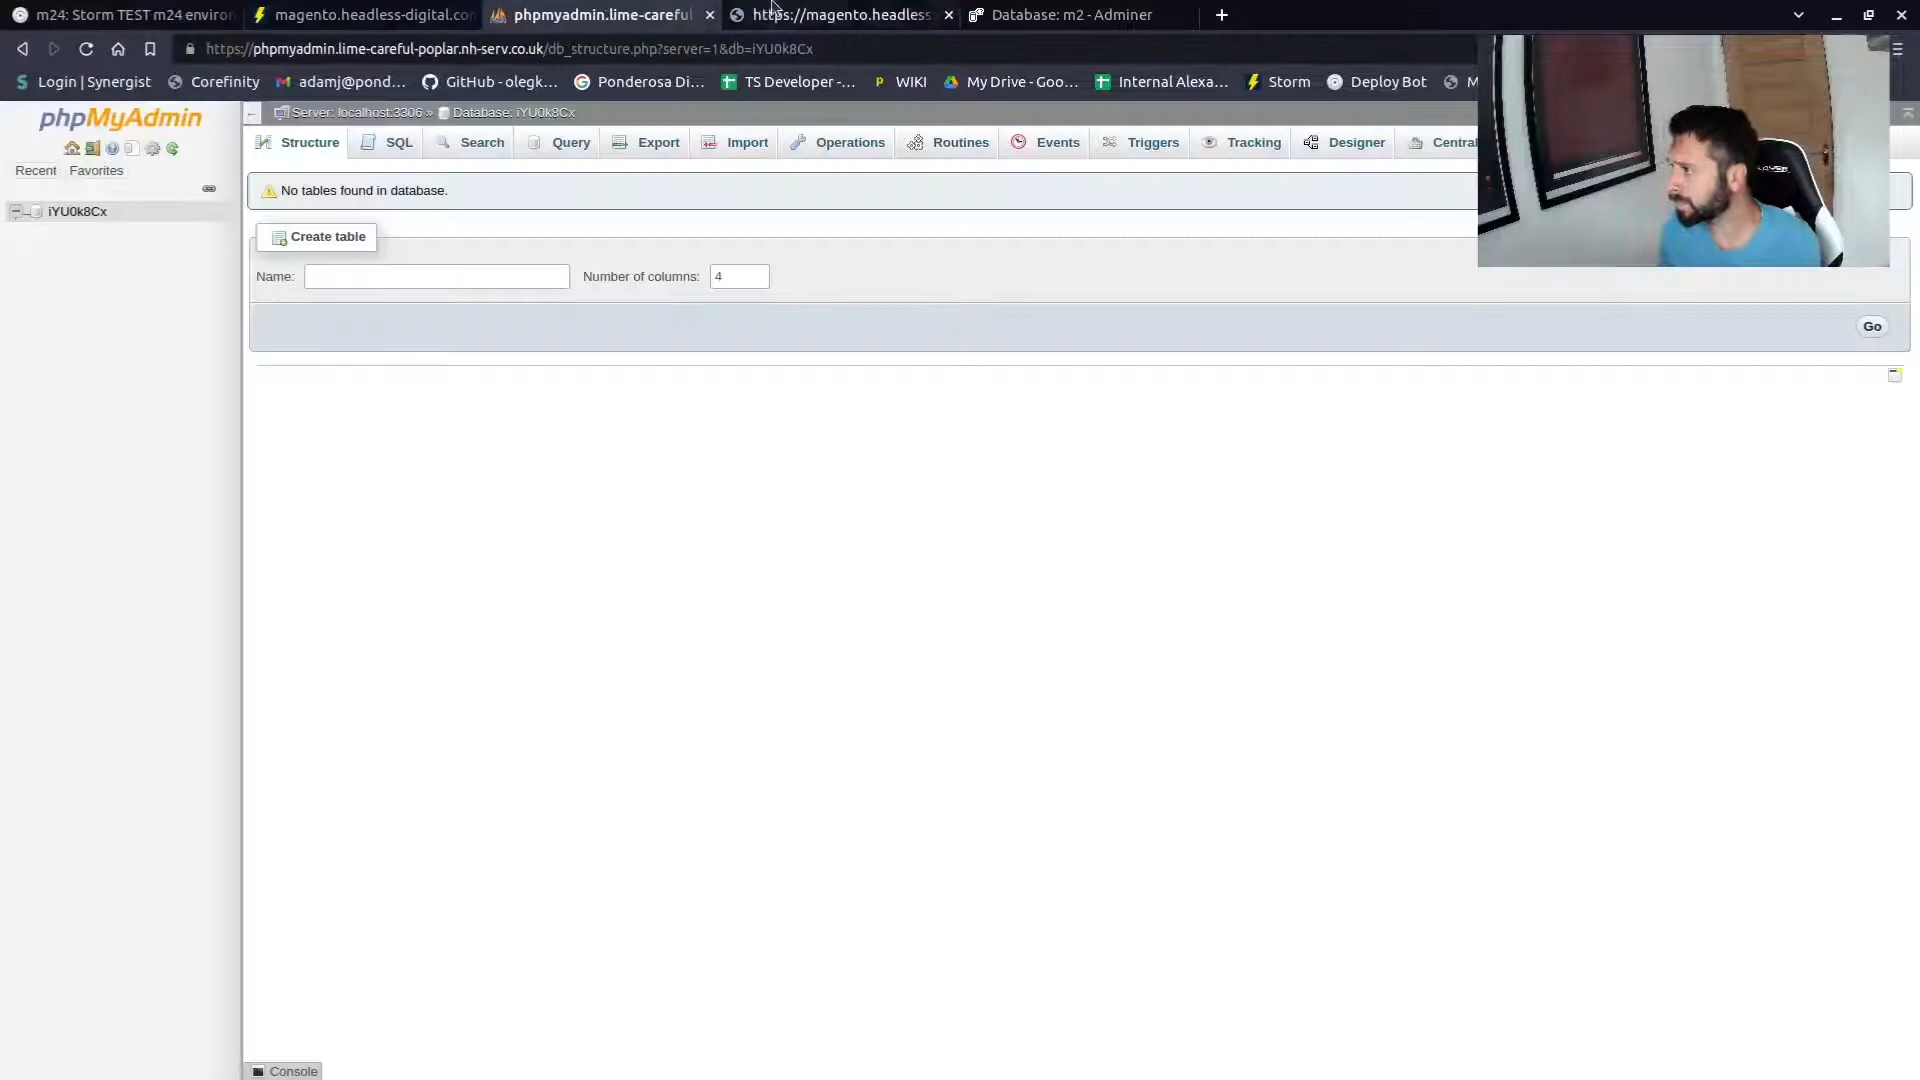 m24: Storm TEST m24 environ
magento.headless-digital.co
phpmyadmin.lime-careful
https://magento.headless
Database: m2 - Adminer
https://phpmyadmin.lime-careful-poplar.nh-serv.co.uk/db_structure.php?server=1&db=iYU0k8Cx
Login | Synergist
Corefinity
adamj@pond...
GitHub - olegk...
Ponderosa Di...
TS Developer -...
WIKI
My Drive - Goo...
Internal Alexa...
Storm
Deploy Bot
M
phpMyAdmin
Recent
Favorites
iYU0k8Cx
Server: localhost:3306 » Database: iYU0k8Cx
Structure
SQL
Search
Query
Export
Import
Operations
Routines
Events
Triggers
Tracking
Designer
Central
No tables found in database.
Create table
Name:
Number of columns: 4
Go
Console